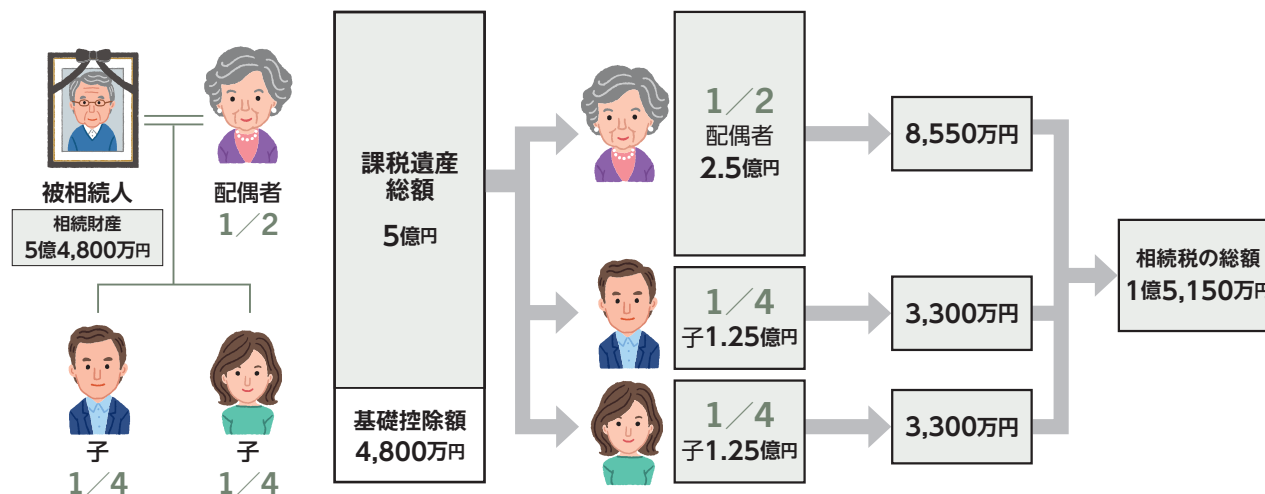 被相続人
相続財産
5億4,800万円
配偶者
1/2
子
1/4
子
1/4
課税遺産
総額
5億円
基礎控除額
4,800万円
1/2
配偶者
2.5億円
1/4
子1.25億円
1/4
子1.25億円
8,550万円
3,300万円
3,300万円
相続税の総額
1億5,150万円